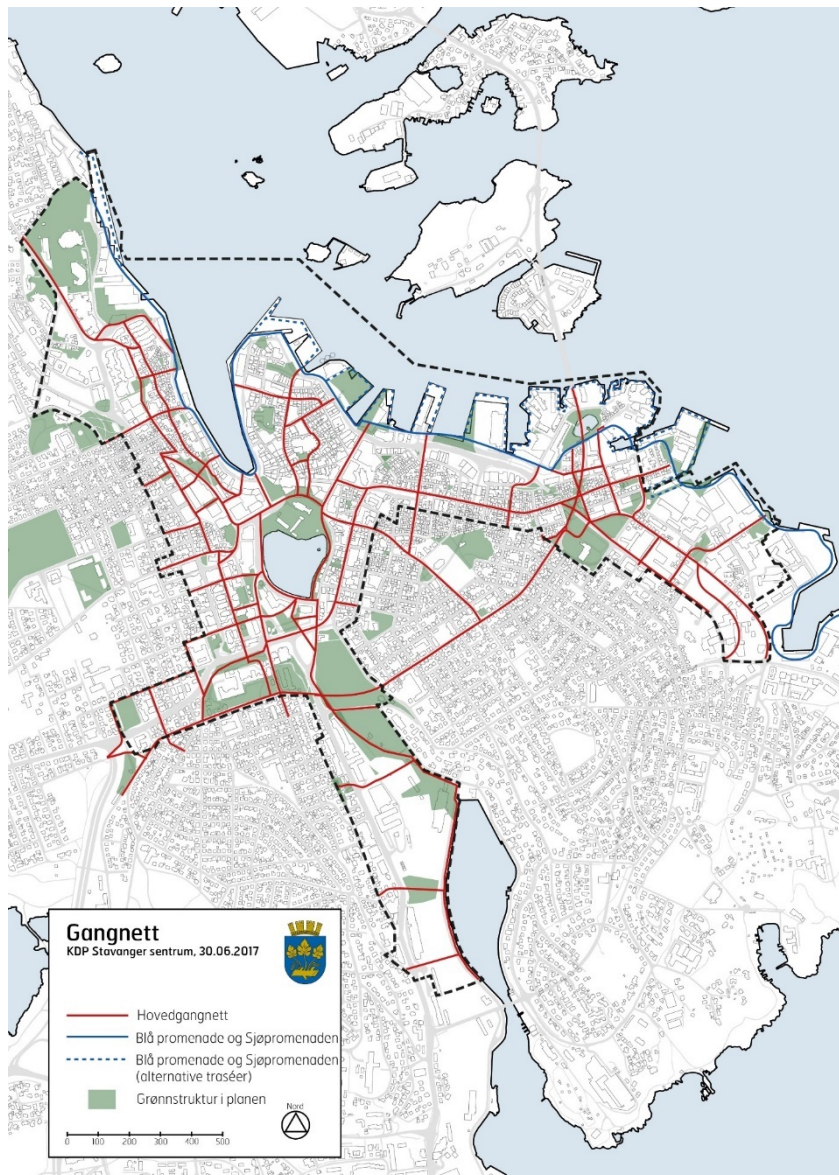 Gangnett
KDP Stavanger sentrum, 30.06.2017
Hovedgangnett
Blå promenade og Sjøpromenaden
Blå promenade og Sjøpromenaden
(alternative traséer)
Grønnstruktur i planen
Nord
0 100 200 300 400 500